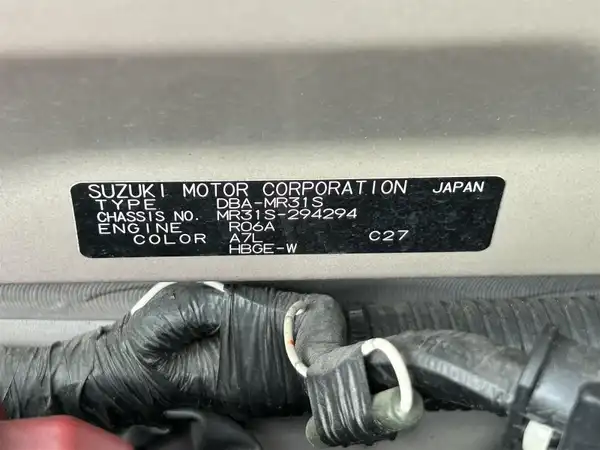 SUZUKI MOTOR CORPORATION JAPAN
TYPE DBA-MR31S
CHASSIS NO. MR31S-294294
ENGINE R06A
COLOR A7L C27
HBGE-W